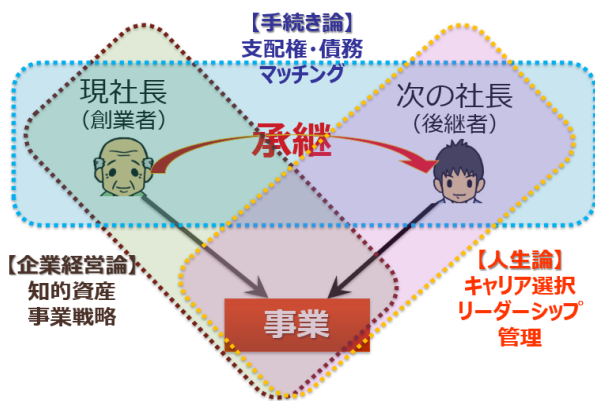 【手続き論】
支配権・債務
マッチング
現社長
（創業者）
次の社長
（後継者）
承継
【企業経営論】
知的資産
事業戦略
【人生論】
キャリア選択
リーダーシップ
管理
事業